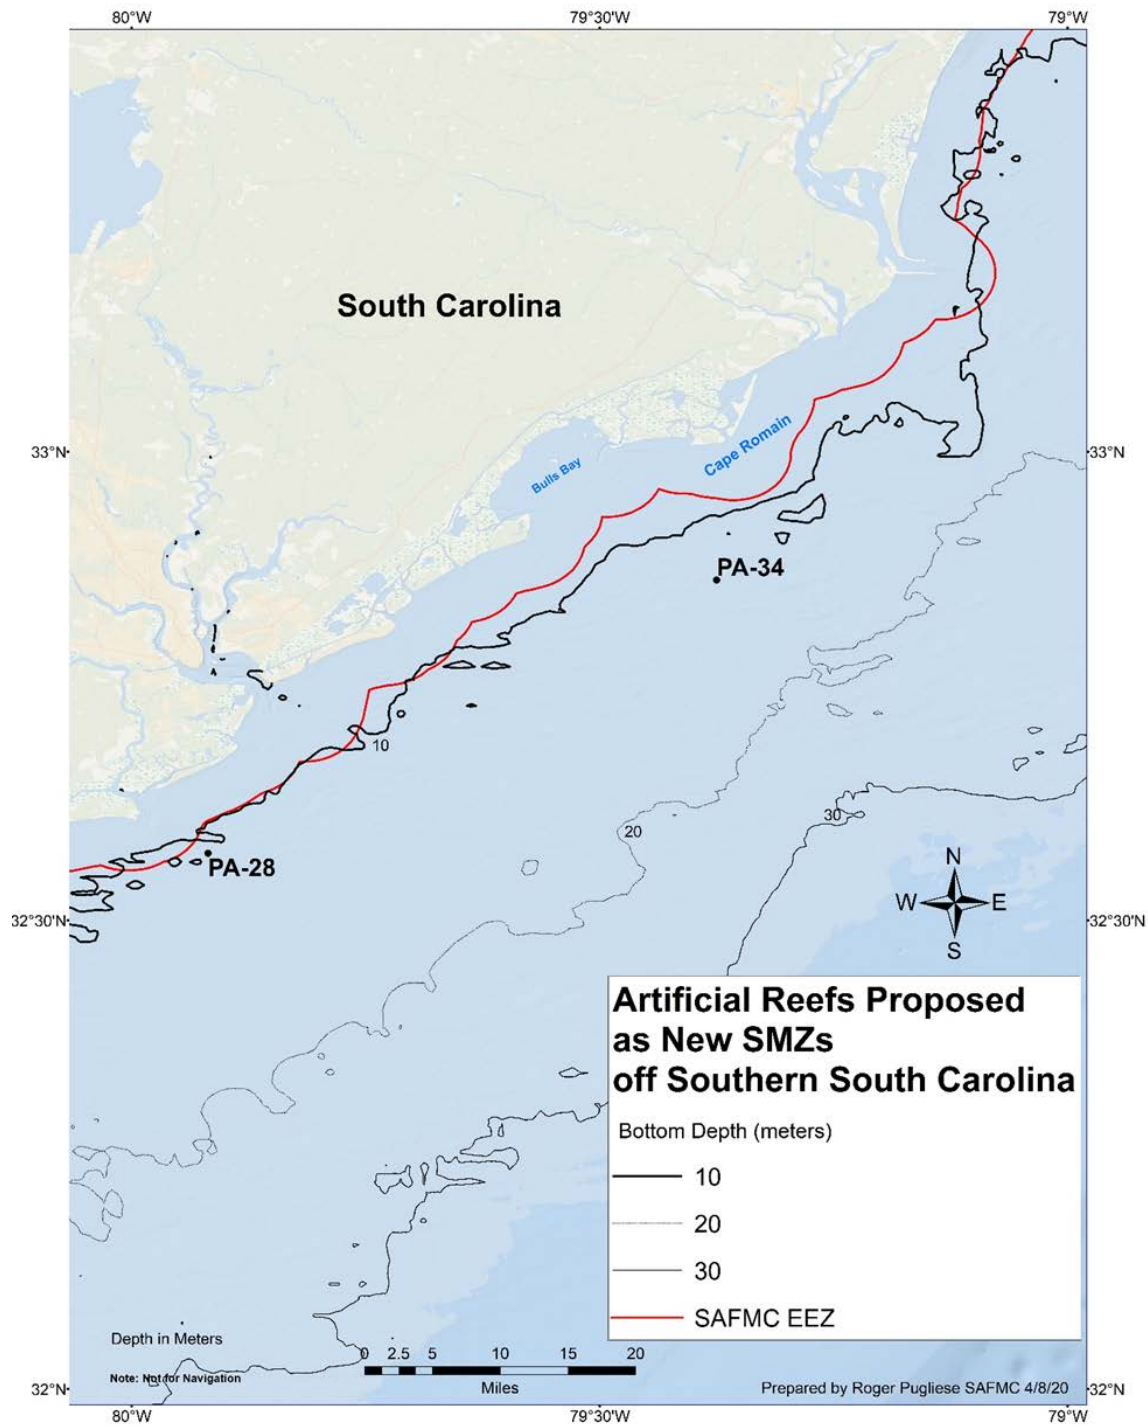 80°W
79°30'W
79°W
South Carolina
33°N
33°N
Cape Romain
Bulls Bay
PA-34
10
20
30
PA-28
N
W
E
S
32°30'N
32°30'N
Artificial Reefs Proposed
as New SMZs
off Southern South Carolina
Bottom Depth (meters)
10
20
30
SAFMC EEZ
Depth in Meters
Note: Not for Navigation
0 2.5 5 10 15 20
Miles
Prepared by Roger Pugliese SAFMC 4/8/20
32°N
32°N
80°W
79°30'W
79°W